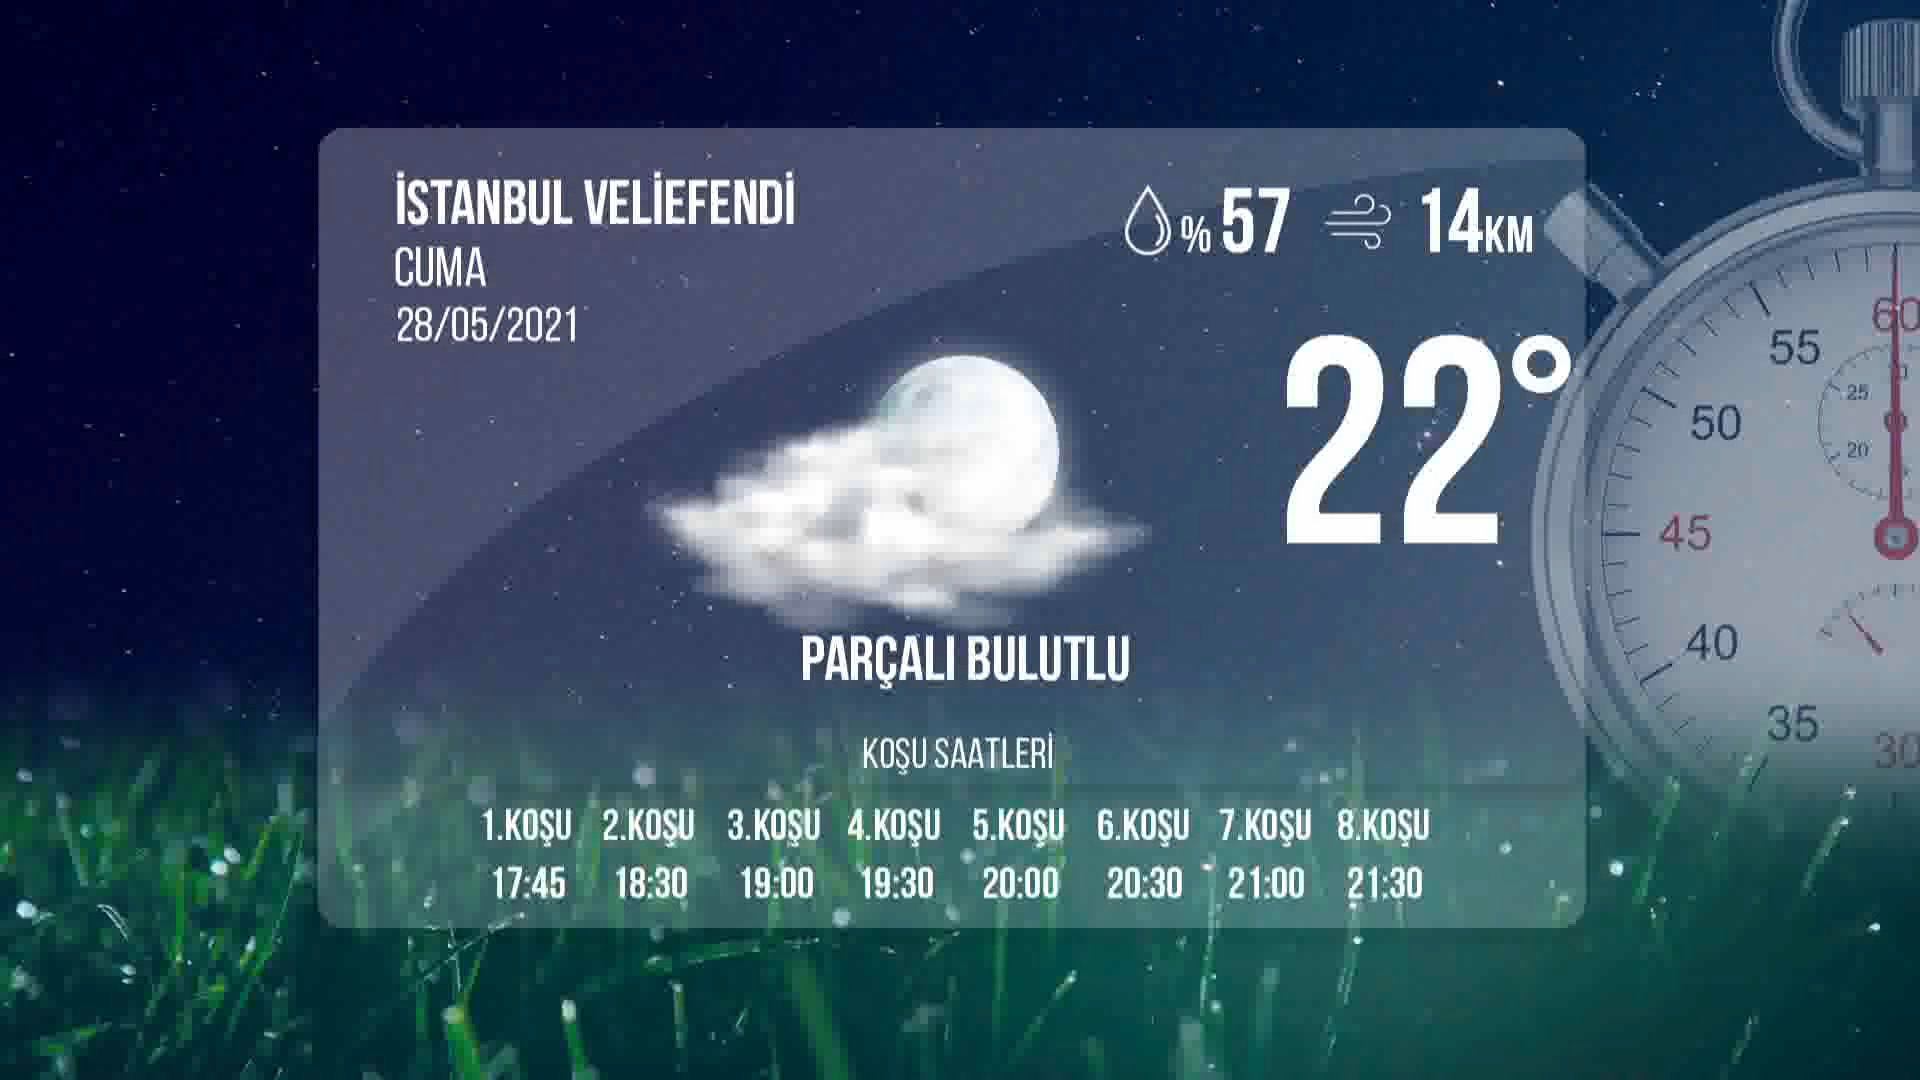 İSTANBUL VELİEFENDİ
CUMA
28/05/2021
% 57 14KM
22°
PARÇALI BULUTLU
KOŞU SAATLERİ
1.KOŞU 2.KOŞU 3.KOŞU 4.KOŞU 5.KOŞU 6.KOŞU 7.KOŞU 8.KOŞU
17:45 18:30 19:00 19:30 20:00 20:30 21:00 21:30
60
55
50
45
40
35
30
25
20